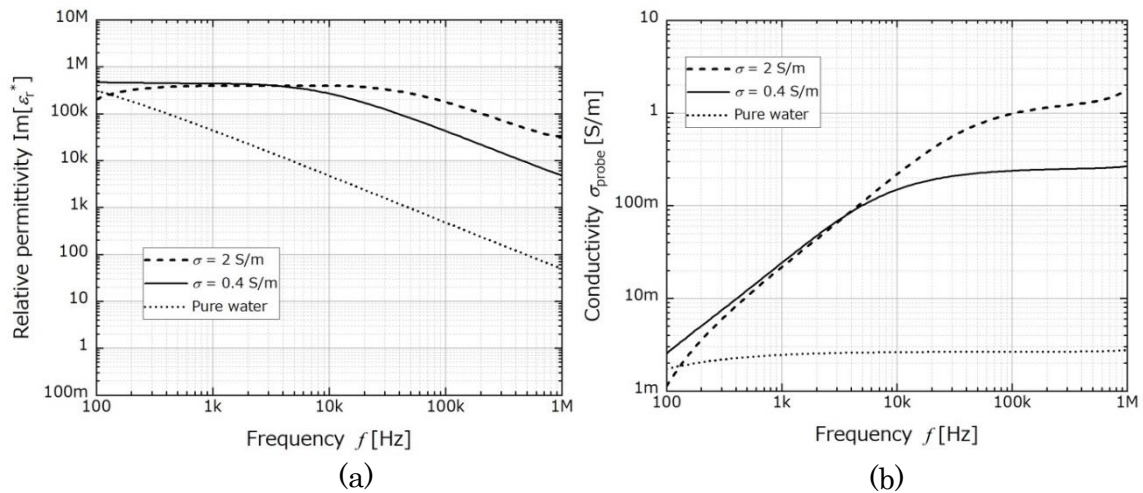 10M
1M
100k
10k
1k
100
10
1
100m
Relative permittivity Im[εr*]
σ = 2 S/m
σ = 0.4 S/m
Pure water
100 1k 10k 100k 1M
Frequency f [Hz]
(a)
10
1
100m
10m
1m
Conductivity σprobe [S/m]
σ = 2 S/m
σ = 0.4 S/m
Pure water
100 1k 10k 100k 1M
Frequency f [Hz]
(b)